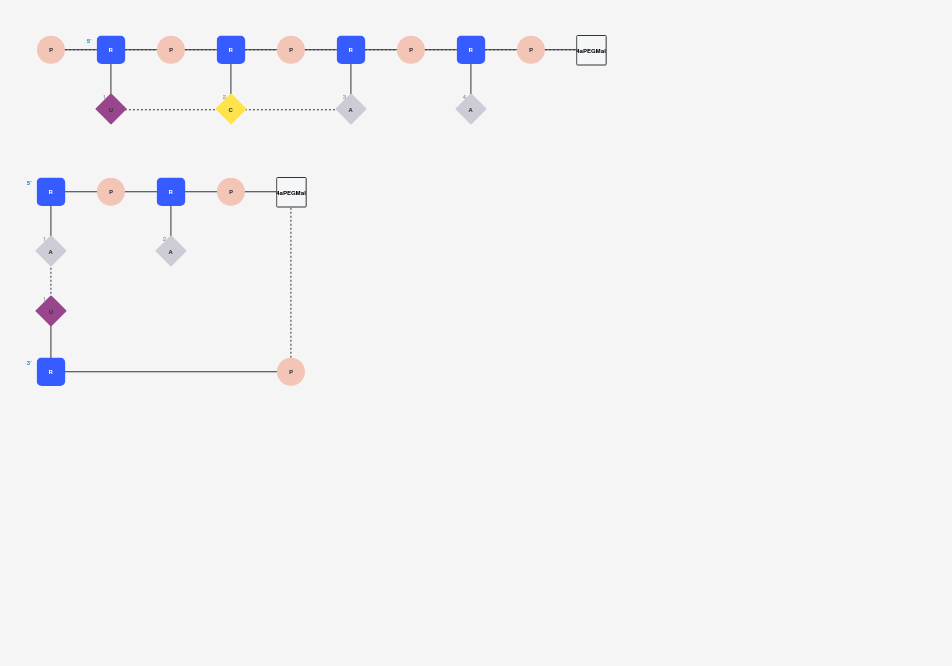 5' P R P R P R P R P 4aPEGMal
1 U 2 C 3 A 4 A
5' R P R P 4aPEGMal
1 A 2 A
U
3' R P